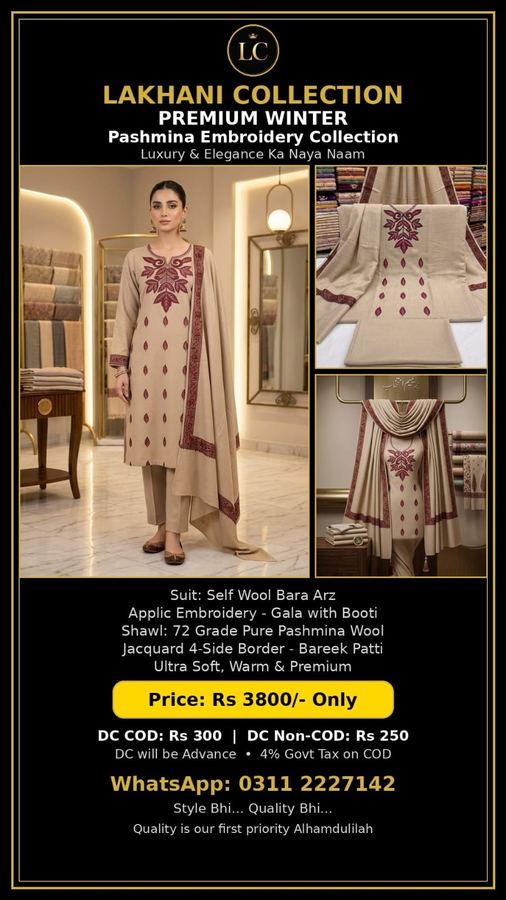 LC
LAKHANI COLLECTION
PREMIUM WINTER
Pashmina Embroidery Collection
Luxury & Elegance Ka Naya Naam
Suit: Self Wool Bara Arz
Applic Embroidery - Gala with Booti
Shawl: 72 Grade Pure Pashmina Wool
Jacquard 4-Side Border - Bareek Patti
Ultra Soft, Warm & Premium
Price: Rs 3800/- Only
DC COD: Rs 300 | DC Non-COD: Rs 250
DC will be Advance • 4% Govt Tax on COD
WhatsApp: 0311 2227142
Style Bhi... Quality Bhi...
Quality is our first priority Alhamdulilah